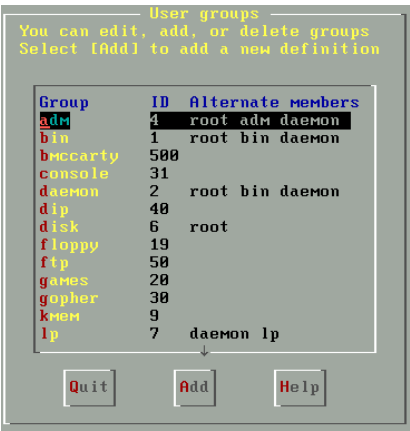 User groups
You can edit, add, or delete groups
Select [Add] to add a new definition
Group ID Alternate members
adm 4 root adm daemon
bin 1 root bin daemon
bmccarty 500
console 31
daemon 2 root bin daemon
dip 40
disk 6 root
floppy 19
ftp 50
games 20
gopher 30
kmem 9
lp 7 daemon lp
Quit Add Help